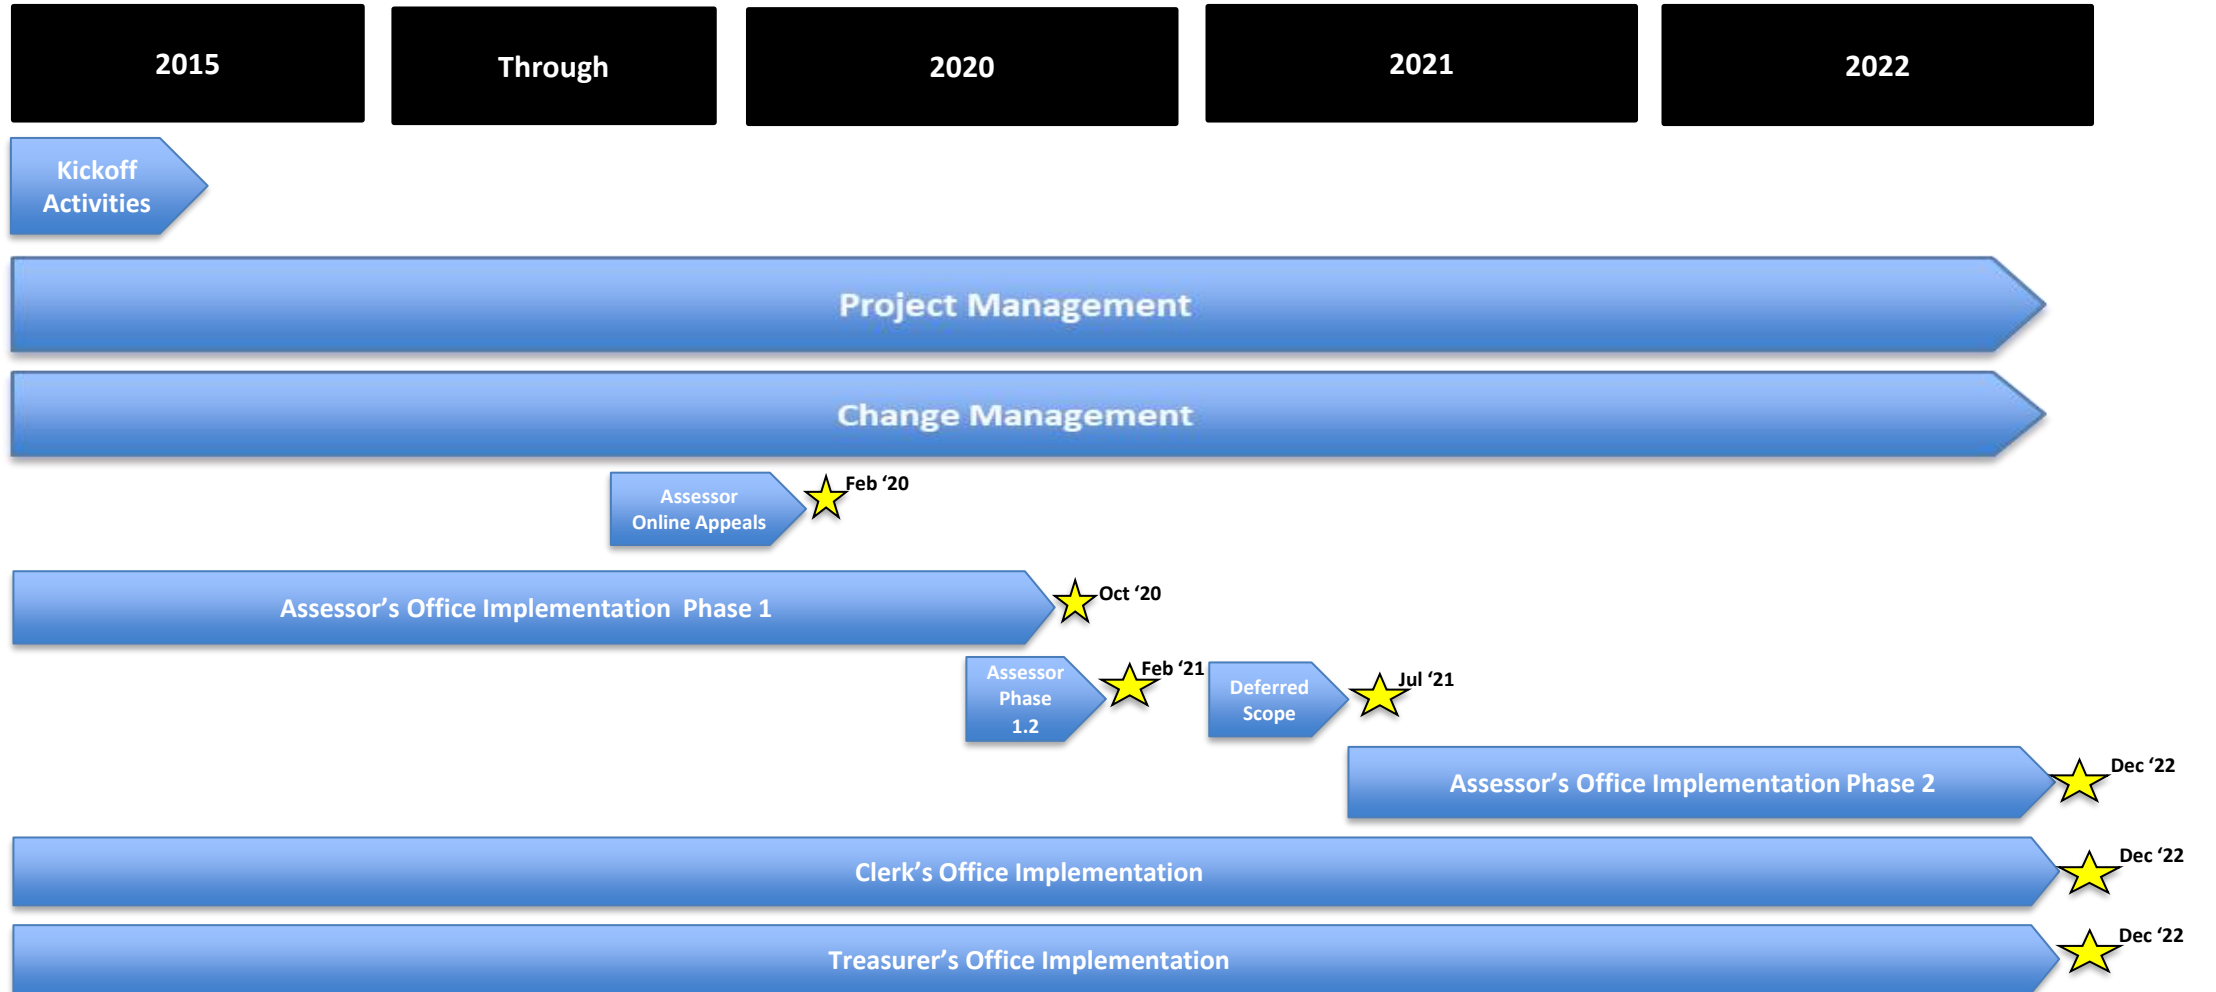 2015
Through
2020
2021
2022
Kickoff
Activities
Project Management
Change Management
Assessor
Online Appeals
Feb ‘20
Assessor’s Office Implementation  Phase 1
Oct ‘20
Assessor
Phase
1.2
Feb ‘21
Deferred
Scope
Jul ‘21
Assessor’s Office Implementation Phase 2
Dec ‘22
Clerk’s Office Implementation
Dec ‘22
Treasurer’s Office Implementation
Dec ‘22